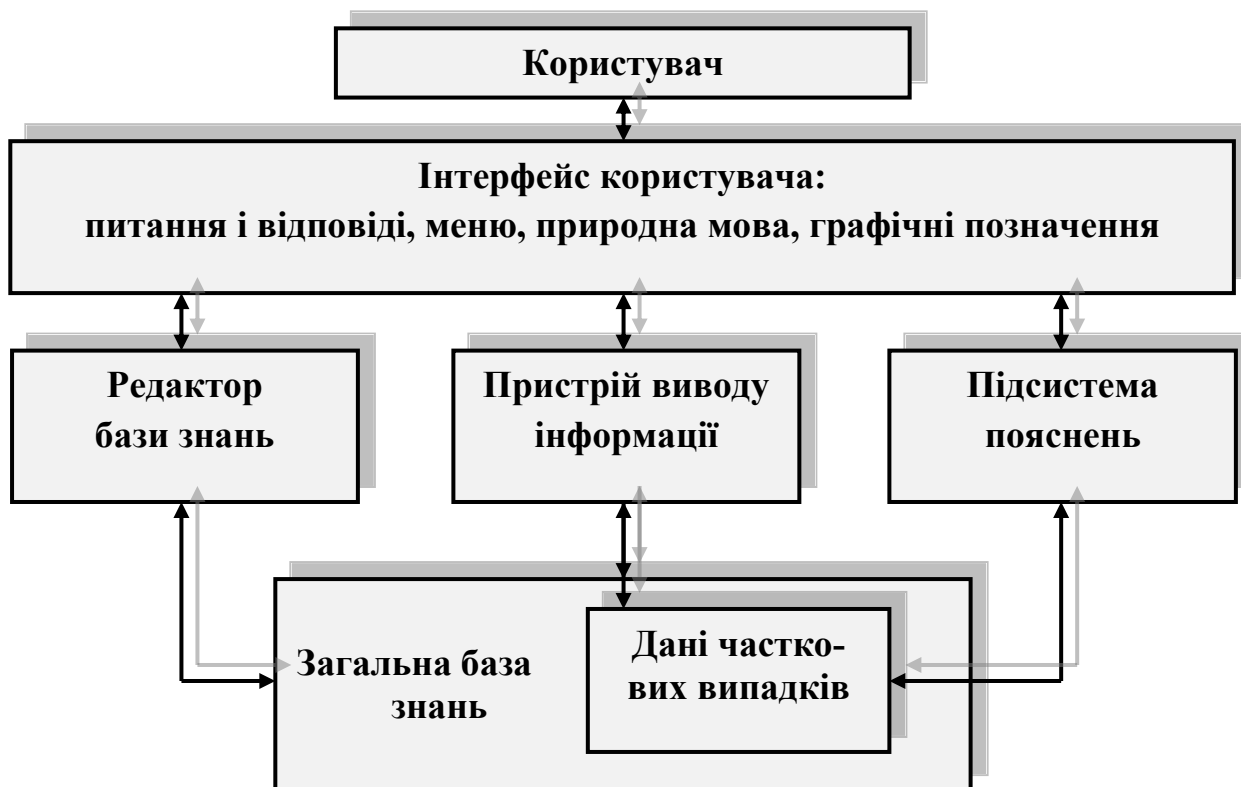 Користувач
Інтерфейс користувача:
питання і відповіді, меню, природна мова, графічні позначення
Редактор
бази знань
Пристрій виводу
інформації
Підсистема
пояснень
Загальна база
знань
Дані частко-
вих випадків